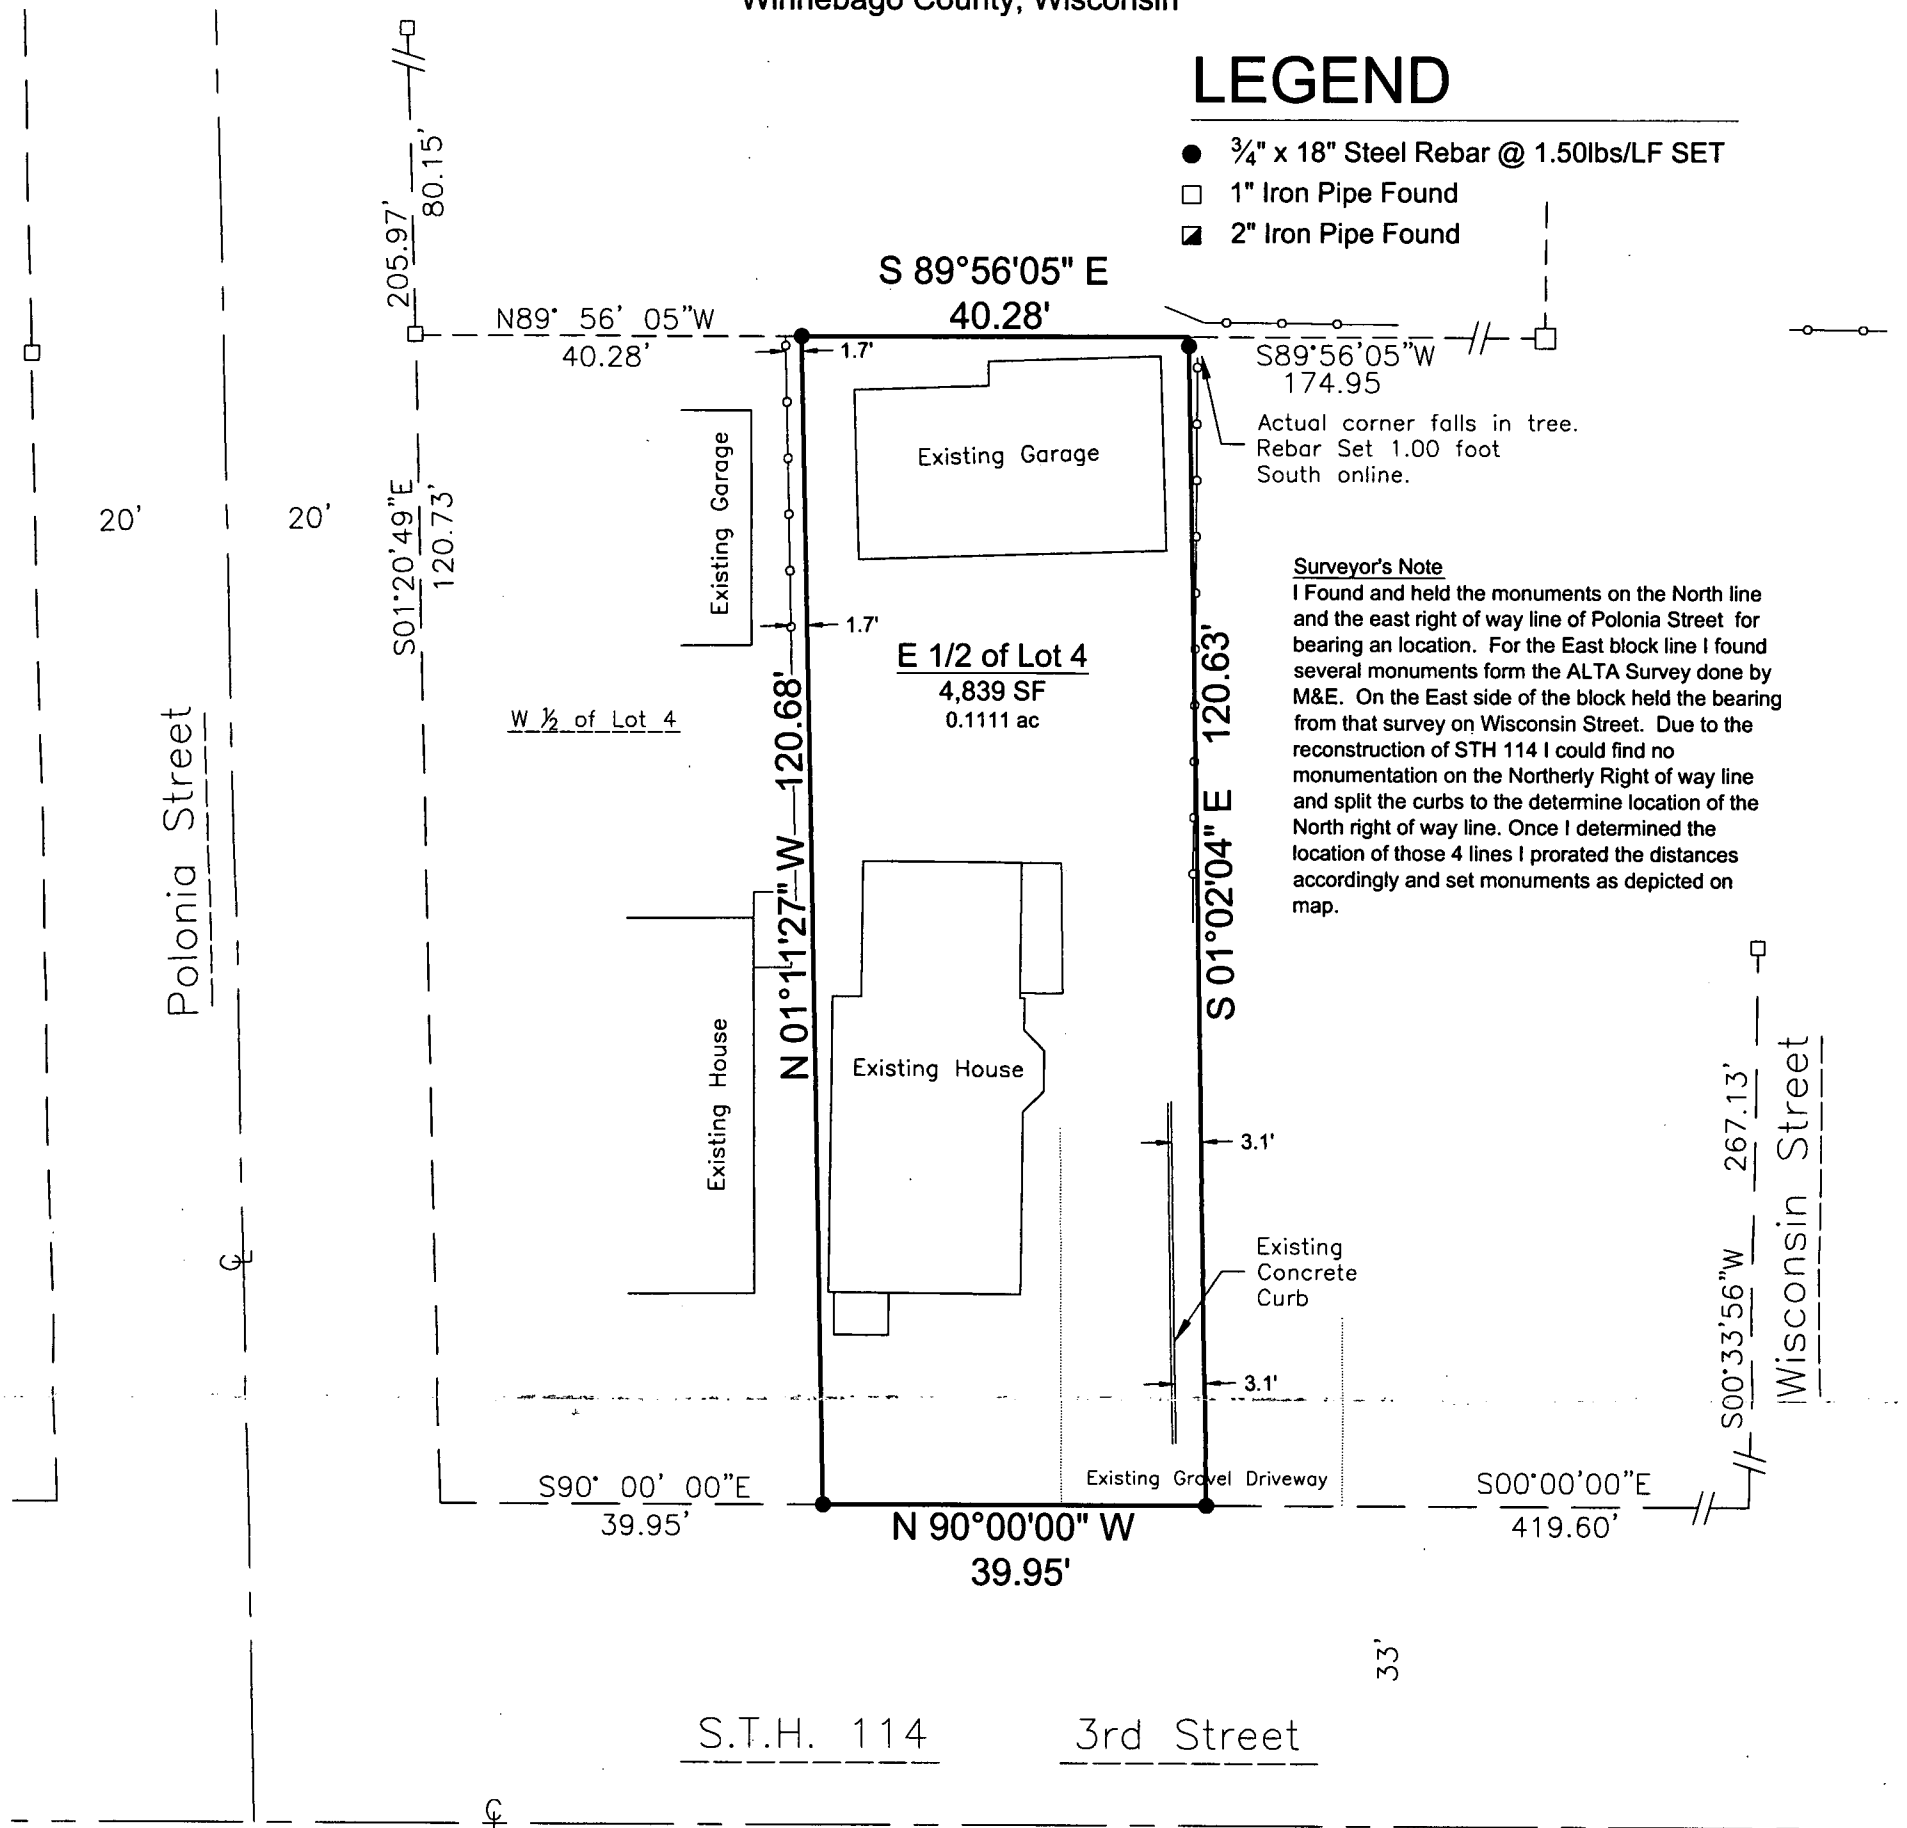 Winnebago County, Wisconsin
LEGEND
¾" x 18" Steel Rebar @ 1.50lbs/LF SET
1" Iron Pipe Found
2" Iron Pipe Found
205.97'
80.15'
S 89°56'05" E
40.28'
N89° 56' 05"W
40.28'
1.7'
S89°56'05"W
174.95
Actual corner falls in tree.
Rebar Set 1.00 foot
South online.
Existing Garage
Existing Garage
20'
20'
S01°20'49"E
120.73'
1.7'
Surveyor's Note
I Found and held the monuments on the North line
and the east right of way line of Polonia Street for
bearing an location. For the East block line I found
several monuments form the ALTA Survey done by
M&E. On the East side of the block held the bearing
from that survey on Wisconsin Street. Due to the
reconstruction of STH 114 I could find no
monumentation on the Northerly Right of way line
and split the curbs to the determine location of the
North right of way line. Once I determined the
location of those 4 lines I prorated the distances
accordingly and set monuments as depicted on
map.
E 1/2 of Lot 4
4,839 SF
0.1111 ac
W ½ of Lot 4
N 01°11'27" W 120.68'
S 01°02'04" E 120.63'
Polonia Street
Existing House
Existing House
3.1'
Existing
Concrete
Curb
3.1'
S00°33'56"W 267.13'
Wisconsin Street
Existing Gravel Driveway
S90° 00' 00"E
39.95'
N 90°00'00" W
39.95'
S00°00'00"E
419.60'
33'
S.T.H. 114 3rd Street